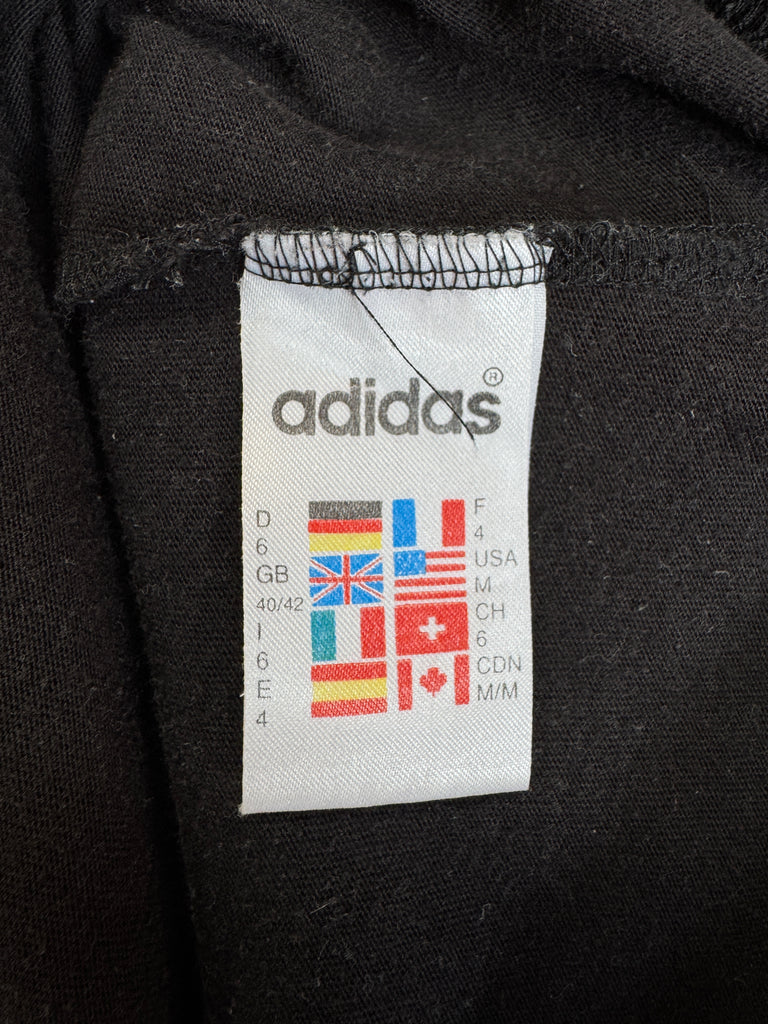 adidas®
D
6
GB
40/42
I
6
E
4
F
4
USA
M
CH
6
CDN
M/M